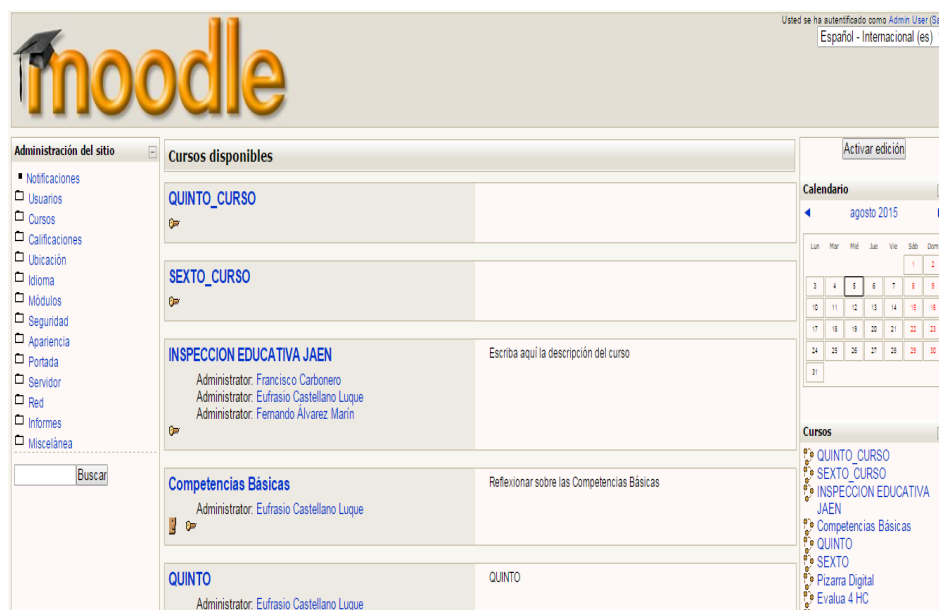 Usted se ha autentificado como Admin User (Sa
Español - Internacional (es)
moodle
Administración del sitio
Notificaciones
Usuarios
Cursos
Calificaciones
Ubicación
Idioma
Módulos
Seguridad
Apariencia
Portada
Servidor
Red
Informes
Miscelánea
Buscar
Cursos disponibles
QUINTO_CURSO
SEXTO_CURSO
INSPECCION EDUCATIVA JAEN
Escriba aquí la descripción del curso
Administrator: Francisco Carbonero
Administrator: Eufrasio Castellano Luque
Administrator: Fernando Álvarez Marín
Competencias Básicas
Reflexionar sobre las Competencias Básicas
Administrator: Eufrasio Castellano Luque
QUINTO
QUINTO
Administrator: Eufrasio Castellano Luque
Activar edición
Calendario
agosto 2015
Lun Mar Mié Jue Vie Sáb Dom
1 2
3 4 5 6 7 8 9
10 11 12 13 14 15 16
17 18 19 20 21 22 23
24 25 26 27 28 29 30
31
Cursos
QUINTO_CURSO
SEXTO_CURSO
INSPECCION EDUCATIVA
JAEN
Competencias Básicas
QUINTO
SEXTO
Pizarra Digital
Evalua 4 HC